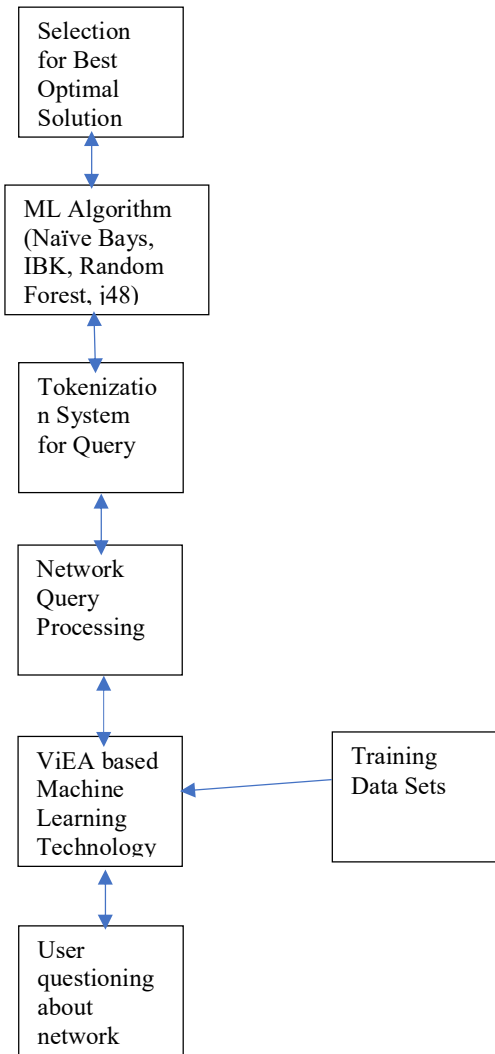 Selection
for Best
Optimal
Solution
ML Algorithm
(Naïve Bays,
IBK, Random
Forest, j48)
Tokenizatio
n System
for Query
Network
Query
Processing
ViEA based
Machine
Learning
Technology
Training
Data Sets
User
questioning
about
network